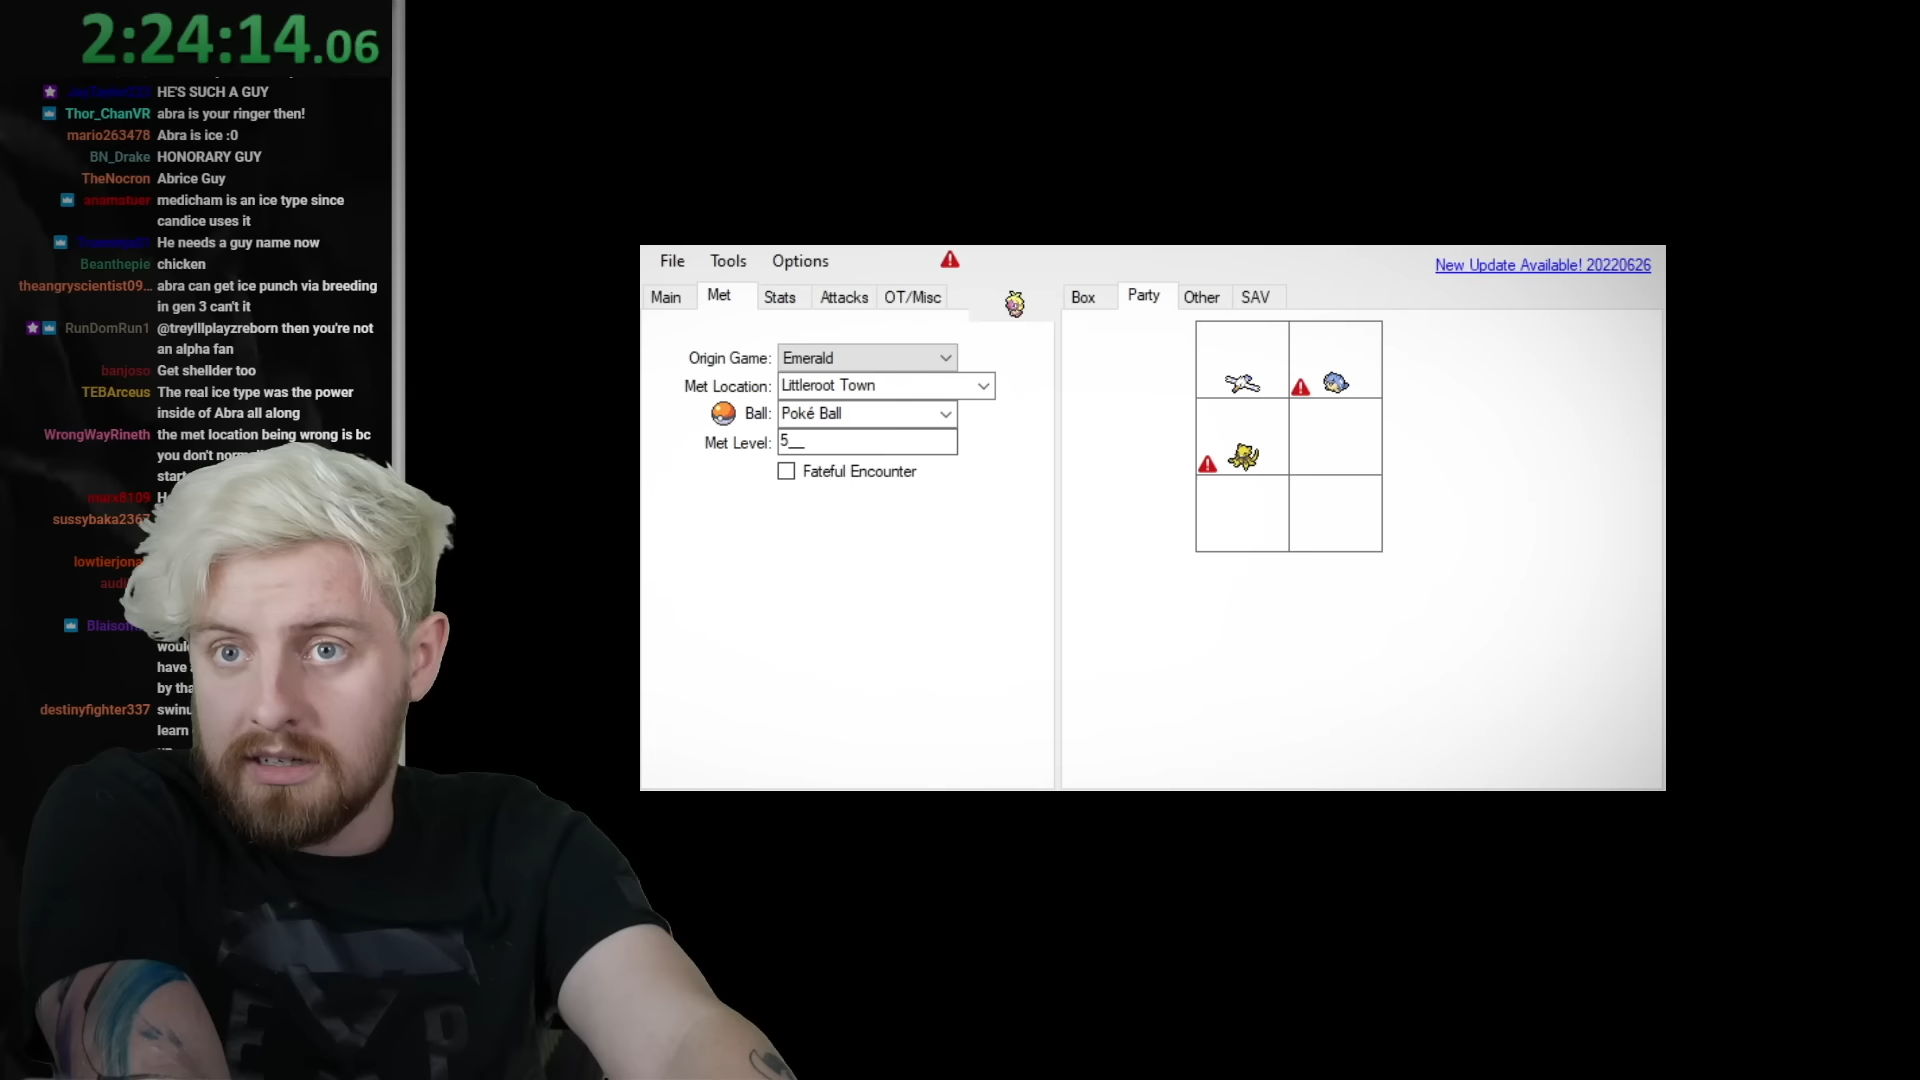 2:24:14.06
HE'S SUCH A GUY
Thor_ChanVR abra is your ringer then!
mario263478 Abra is ice :0
BN_Drake HONORARY GUY
TheNocron Abrice Guy
anamatuer medicham is an ice type since
candice uses it
He needs a guy name now
Beanthepie chicken
theangryscientist09... abra can get ice punch via breeding
in gen 3 can't it
RunDomRun1 @treylllplayzreborn then you're not
an alpha fan
banjoso Get shellder too
TEBArceus The real ice type was the power
inside of Abra all along
WrongWayRineth the met location being wrong is bc
you don't
marx8109
sussybaka2367
destinyfighter337
learn
have
File Tools Options
New Update Available! 20220626
Main Met Stats Attacks OT/Misc
Box Party Other SAV
Origin Game: Emerald
Met Location: Littleroot Town
Ball: Poké Ball
Met Level: 5__
Fateful Encounter